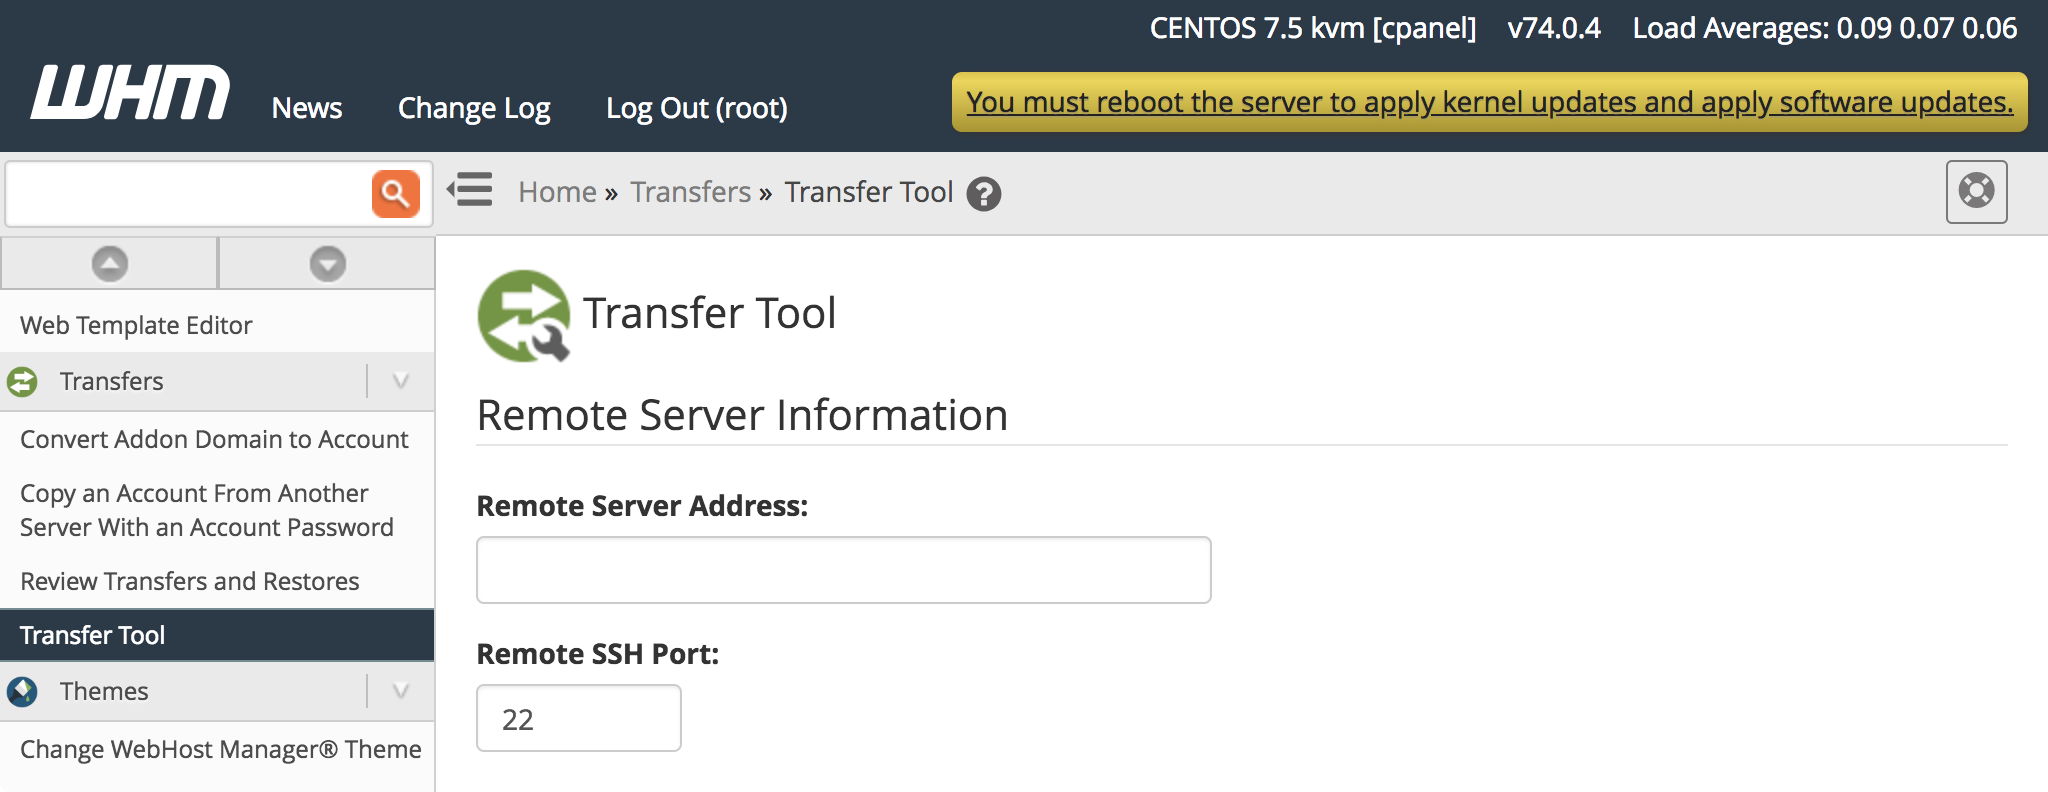 CENTOS 7.5 kvm [cpanel] v74.0.4 Load Averages: 0.09 0.07 0.06
WHM News Change Log Log Out (root) You must reboot the server to apply kernel updates and apply software updates.
Home » Transfers » Transfer Tool ?
Web Template Editor
Transfers
Convert Addon Domain to Account
Copy an Account From Another
Server With an Account Password
Review Transfers and Restores
Transfer Tool
Themes
Change WebHost Manager® Theme
Transfer Tool
Remote Server Information
Remote Server Address:
Remote SSH Port:
22